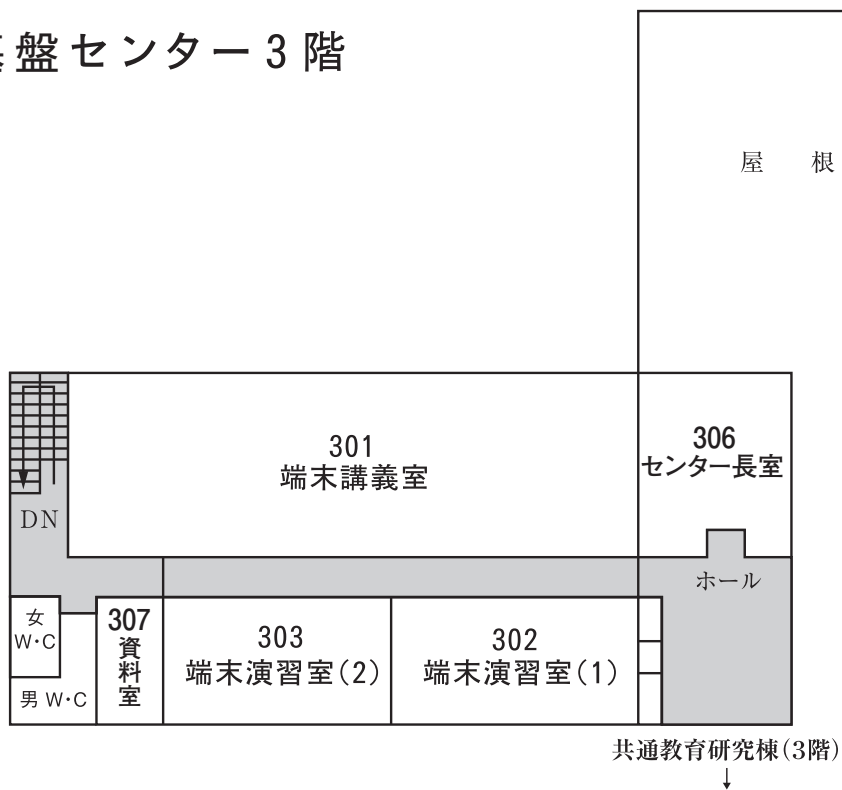 盤センター3階
屋 根
301
端末講義室
306
センター長室
DN
ホール
女
W・C
307
資料室
303
端末演習室(2)
302
端末演習室(1)
男 W・C
共通教育研究棟(3階)
↓